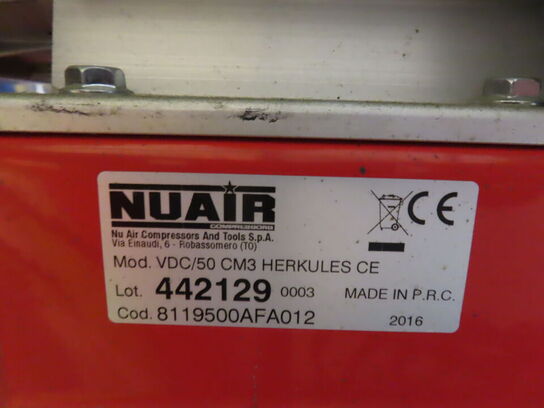 NUAIR
COMPRESSORS
Nu Air Compressors And Tools S.p.A.
Via Einaudi, 6 - Robassomero (TO)
CE
Mod. VDC/50 CM3 HERKULES CE
Lot. 442129 0003 MADE IN P.R.C.
Cod. 8119500AFA012 2016